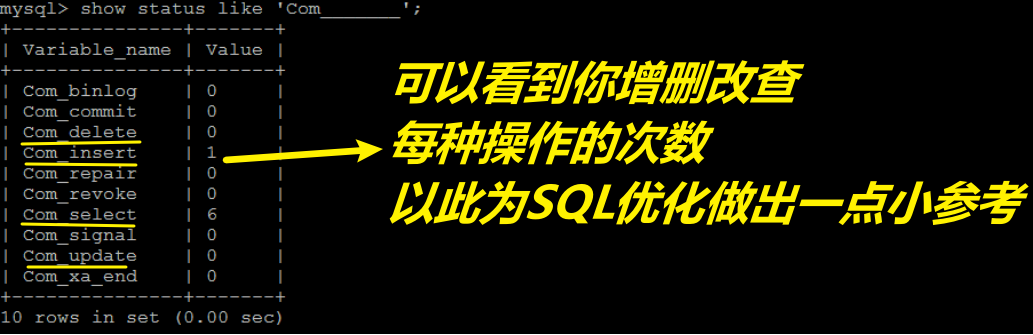 mysql> show status like 'Com_______';
+---------------+-------+
| Variable_name | Value |
+---------------+-------+
| Com_binlog    | 0     |
| Com_commit    | 0     |
| Com_delete    | 0     |
| Com_insert    | 1     |
| Com_repair    | 0     |
| Com_revoke    | 0     |
| Com_select    | 6     |
| Com_signal    | 0     |
| Com_update    | 0     |
| Com_xa_end    | 0     |
+---------------+-------+
10 rows in set (0.00 sec)
可以看到你增删改查
每种操作的次数
以此为SQL优化做出一点小参考